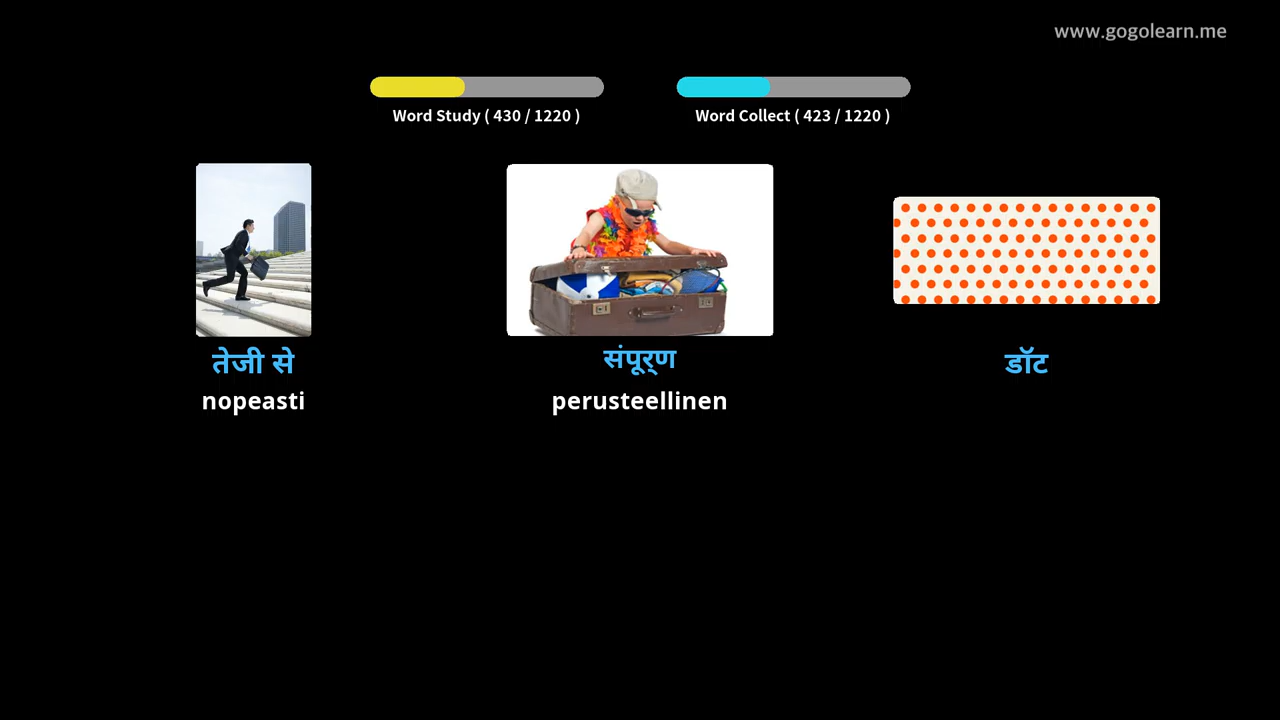 www.gogolearn.me
Word Study ( 430 / 1220 )
Word Collect ( 423 / 1220 )
तेजी से
संपूर्ण
डॉट
nopeasti
perusteellinen